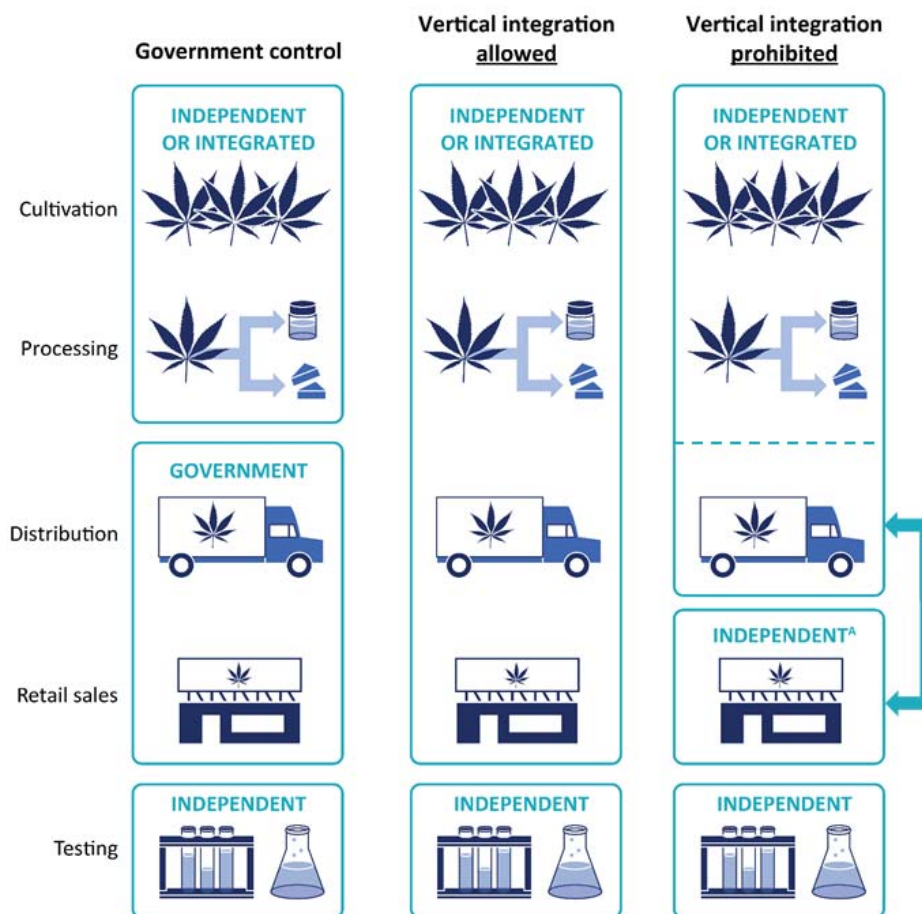 Government control
Vertical integration
allowed
Vertical integration
prohibited
INDEPENDENT
OR INTEGRATED
INDEPENDENT
OR INTEGRATED
INDEPENDENT
OR INTEGRATED
Cultivation
Processing
GOVERNMENT
Distribution
INDEPENDENTᴬ
Retail sales
INDEPENDENT
INDEPENDENT
INDEPENDENT
Testing